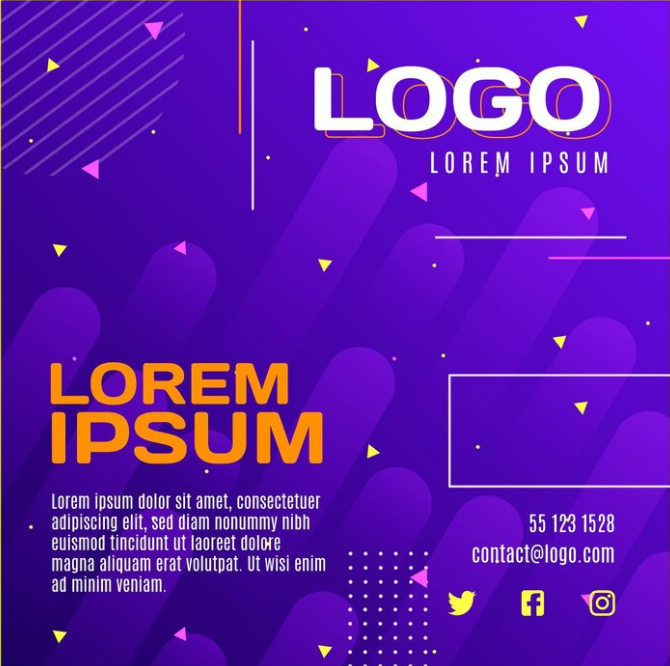 LOGO
LOREM IPSUM
LOREM
IPSUM
Lorem ipsum dolor sit amet, consectetuer
adipiscing elit, sed diam nonummy nibh
euismod tincidunt ut laoreet dolore
magna aliquam erat volutpat. Ut wisi enim
ad minim veniam.
55 123 1528
contact@logo.com